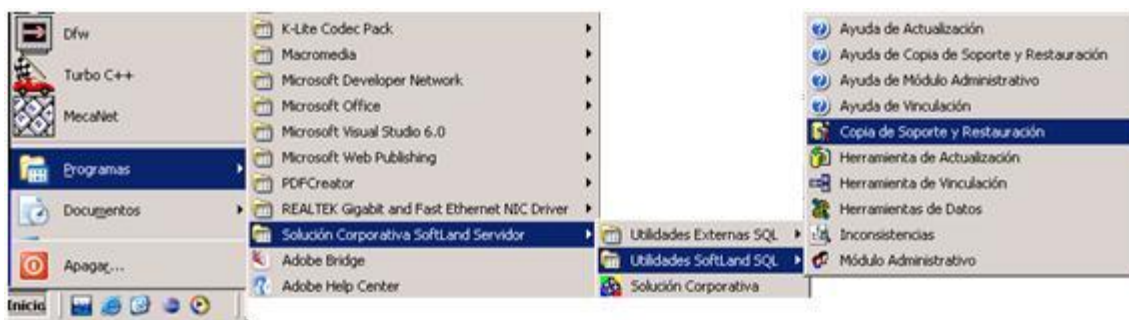 Dfw
Turbo C++
MecaNet
Programas
Documentos
Apagar...
Inicio
K-Lite Codec Pack
Macromedia
Microsoft Developer Network
Microsoft Office
Microsoft Visual Studio 6.0
Microsoft Web Publishing
PDFCreator
REALTEK Gigabit and Fast Ethernet NIC Driver
Solución Corporativa SoftLand Servidor
Adobe Bridge
Adobe Help Center
Utilidades Externas SQL
Utilidades SoftLand SQL
Solución Corporativa
Ayuda de Actualización
Ayuda de Copia de Soporte y Restauración
Ayuda de Módulo Administrativo
Ayuda de Vinculación
Copia de Soporte y Restauración
Herramienta de Actualización
Herramienta de Vinculación
Herramientas de Datos
Inconsistencias
Módulo Administrativo